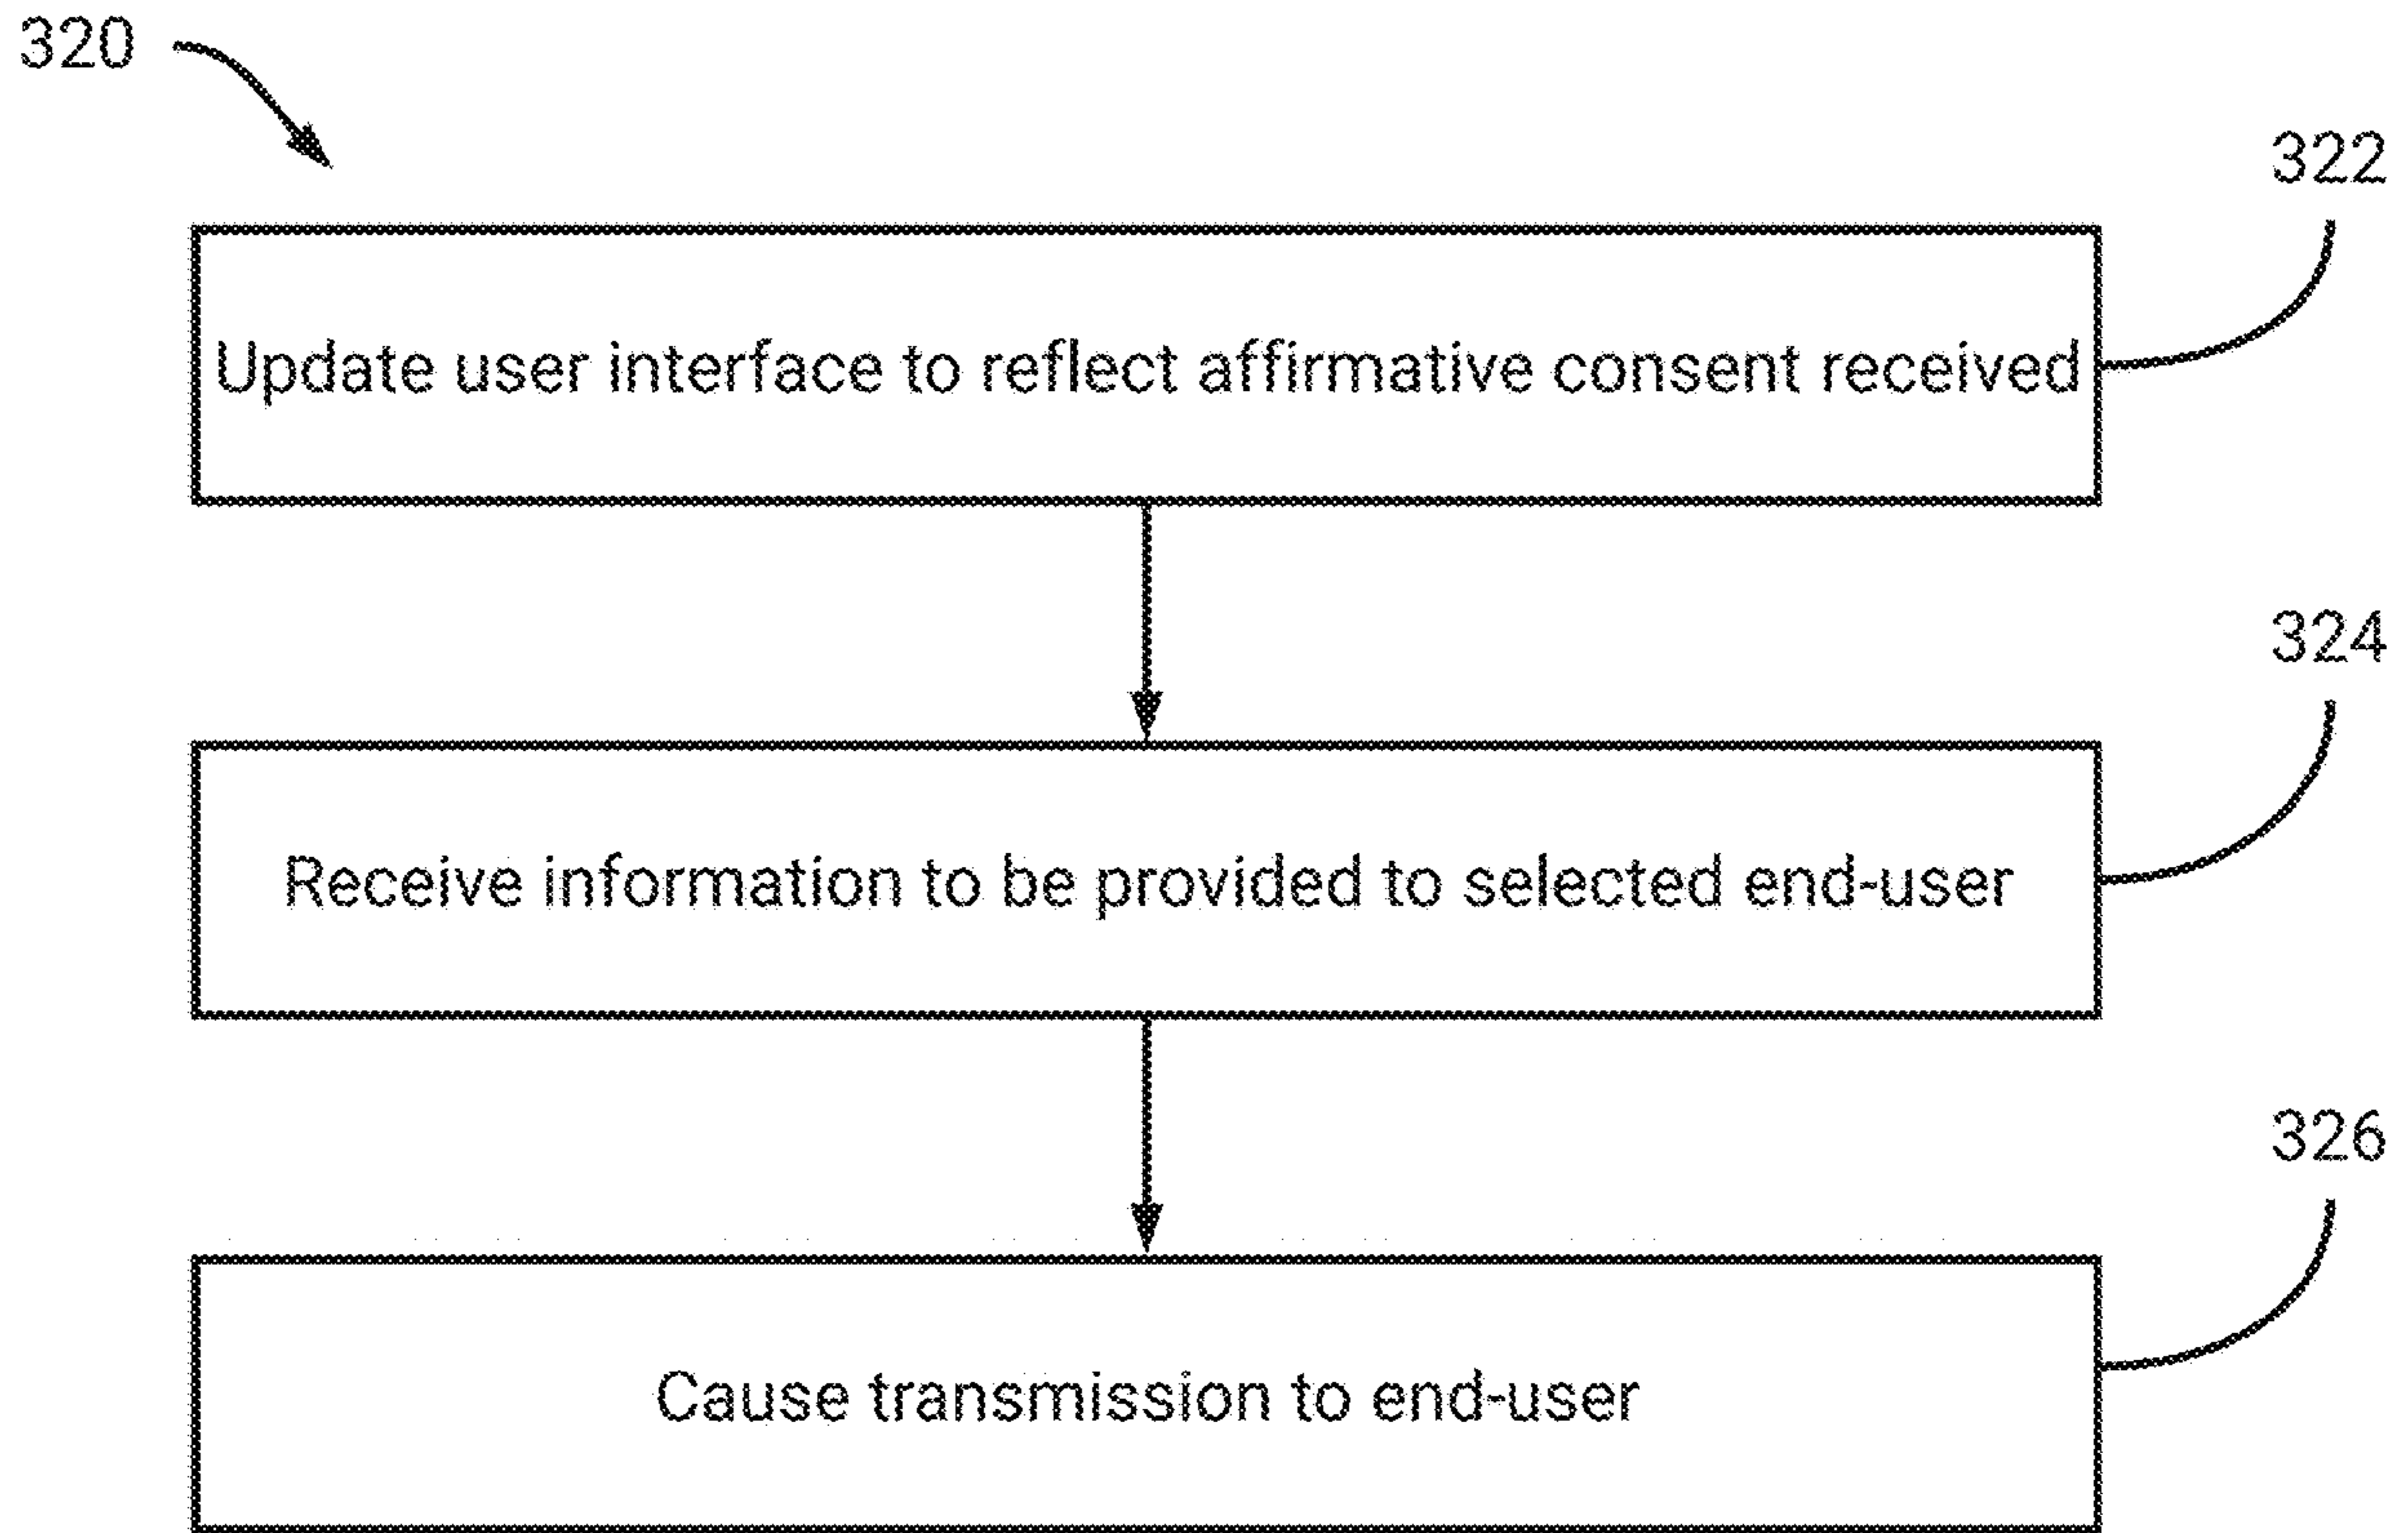 320
322
Update user interface to reflect affirmative consent received
324
Receive information to be provided to selected end-user
326
Cause transmission to end-user